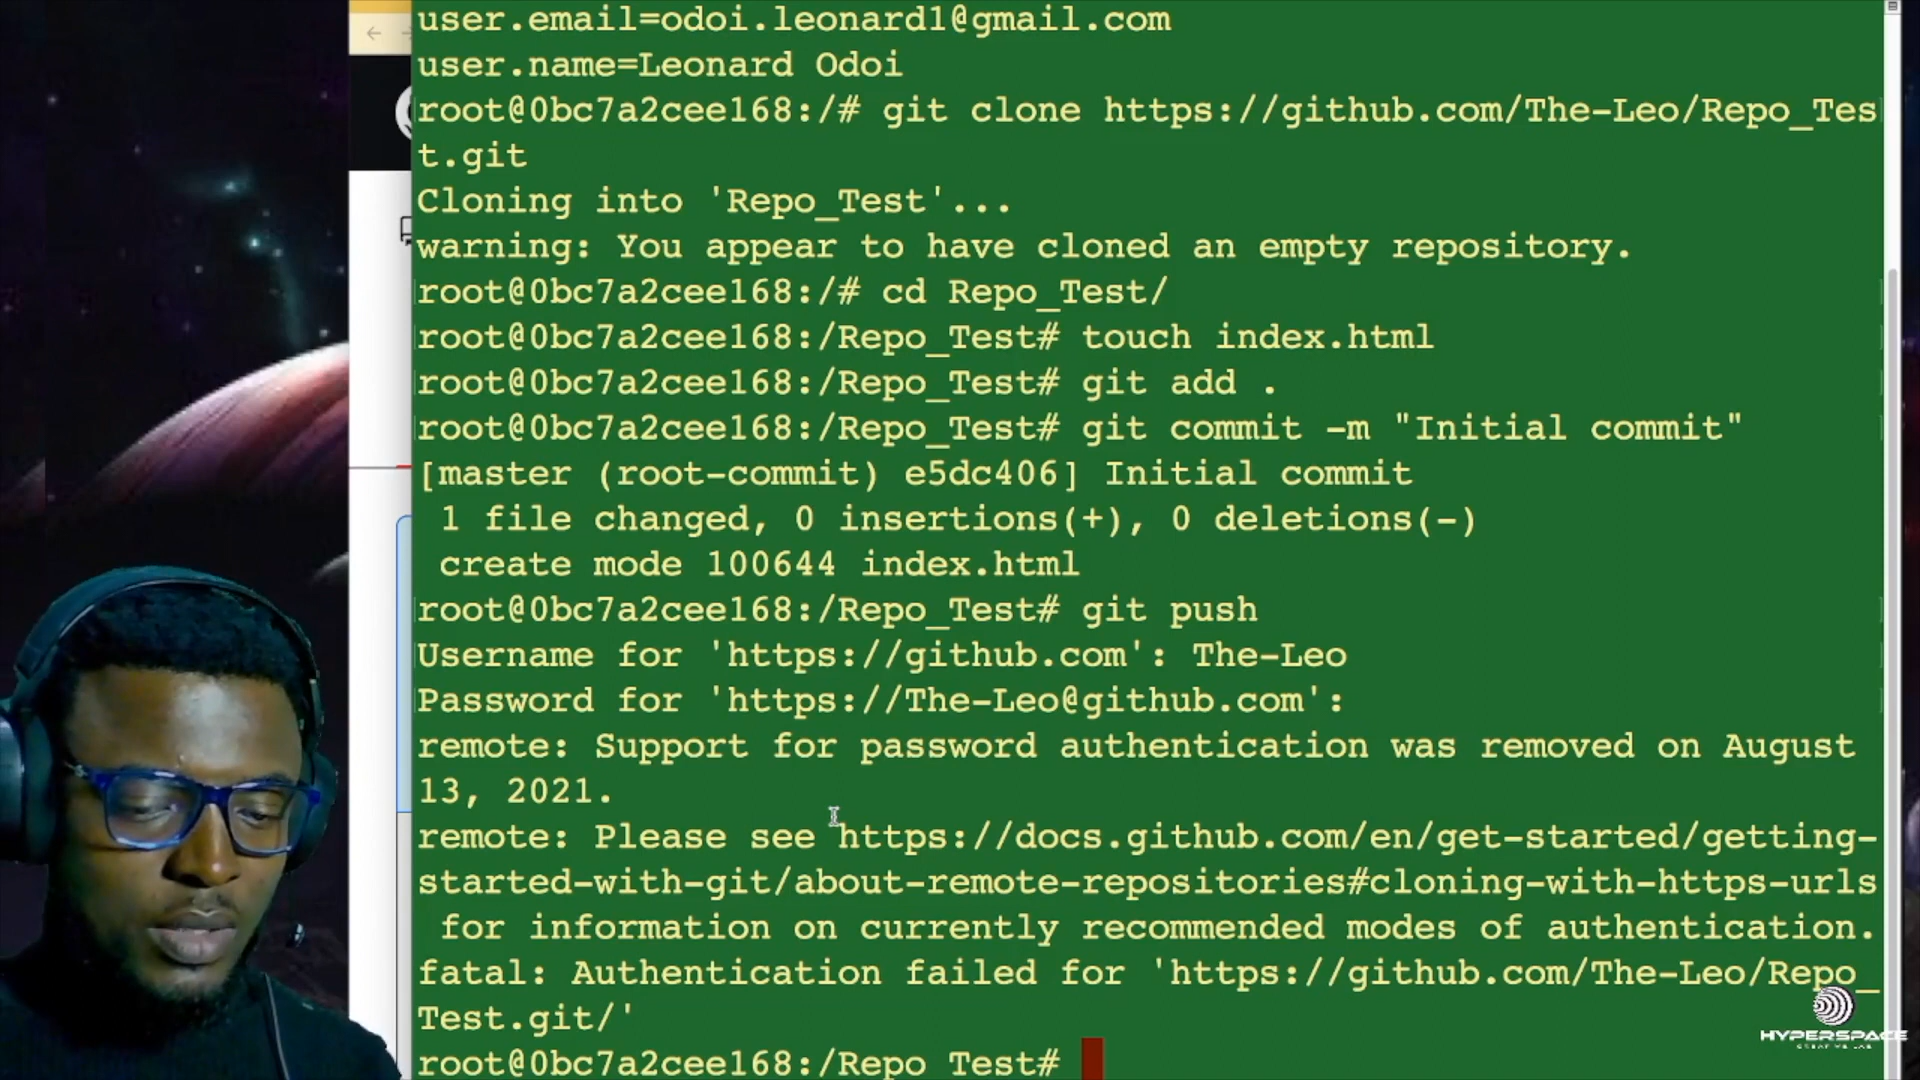 user.email=odoi.leonard1@gmail.com
user.name=Leonard Odoi
root@0bc7a2cee168:/# git clone https://github.com/The-Leo/Repo_Tes
t.git
Cloning into 'Repo_Test'...
warning: You appear to have cloned an empty repository.
root@0bc7a2cee168:/# cd Repo_Test/
root@0bc7a2cee168:/Repo_Test# touch index.html
root@0bc7a2cee168:/Repo_Test# git add .
root@0bc7a2cee168:/Repo_Test# git commit -m "Initial commit"
[master (root-commit) e5dc406] Initial commit
 1 file changed, 0 insertions(+), 0 deletions(-)
 create mode 100644 index.html
root@0bc7a2cee168:/Repo_Test# git push
Username for 'https://github.com': The-Leo
Password for 'https://The-Leo@github.com':
remote: Support for password authentication was removed on August
13, 2021.
remote: Please see https://docs.github.com/en/get-started/getting-
started-with-git/about-remote-repositories#cloning-with-https-urls
 for information on currently recommended modes of authentication.
fatal: Authentication failed for 'https://github.com/The-Leo/Repo_
Test.git/'
root@0bc7a2cee168:/Repo_Test#
HYPERSPACE